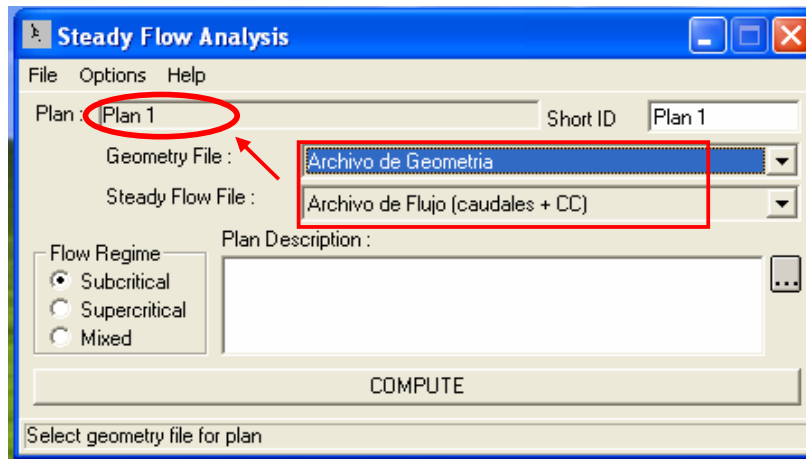 Steady Flow Analysis
File Options Help
Plan : Plan 1 Short ID Plan 1
Geometry File : Archivo de Geometria
Steady Flow File : Archivo de Flujo (caudales + CC)
Flow Regime
Subcritical
Supercritical
Mixed
Plan Description :
...
COMPUTE
Select geometry file for plan